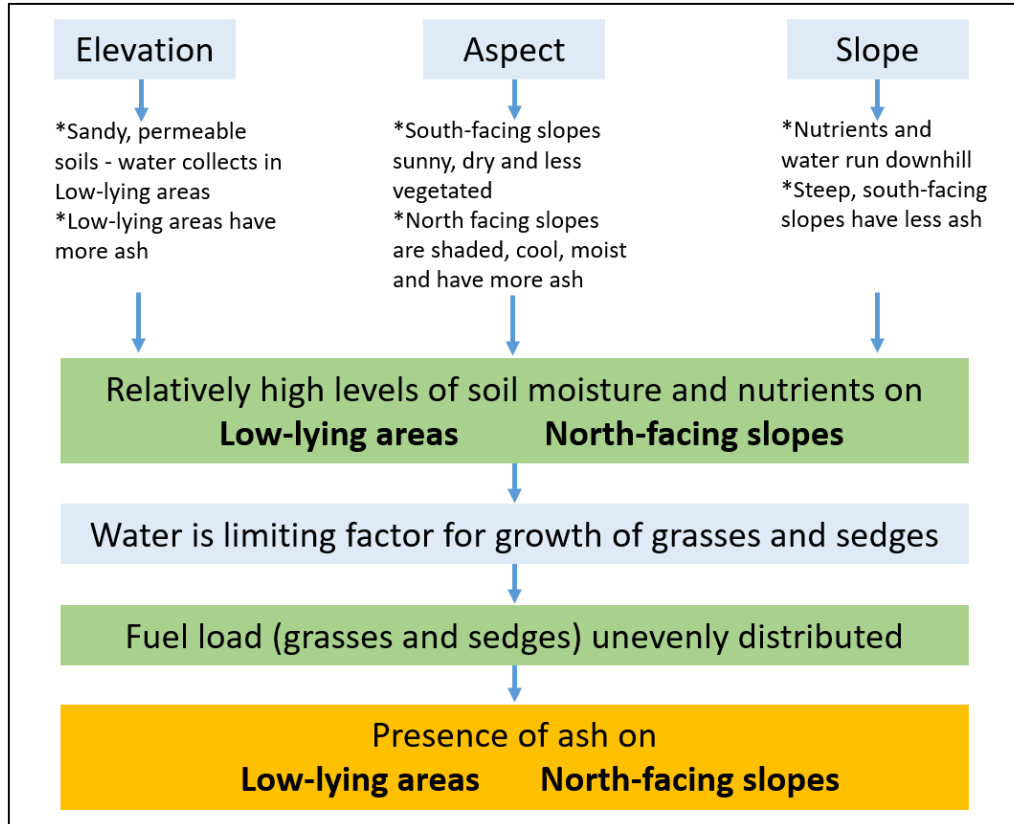 Elevation
Aspect
Slope
*Sandy, permeable
soils - water collects in
Low-lying areas
*Low-lying areas have
more ash
*South-facing slopes
sunny, dry and less
vegetated
*North facing slopes
are shaded, cool, moist
and have more ash
*Nutrients and
water run downhill
*Steep, south-facing
slopes have less ash
Relatively high levels of soil moisture and nutrients on
Low-lying areas North-facing slopes
Water is limiting factor for growth of grasses and sedges
Fuel load (grasses and sedges) unevenly distributed
Presence of ash on
Low-lying areas North-facing slopes